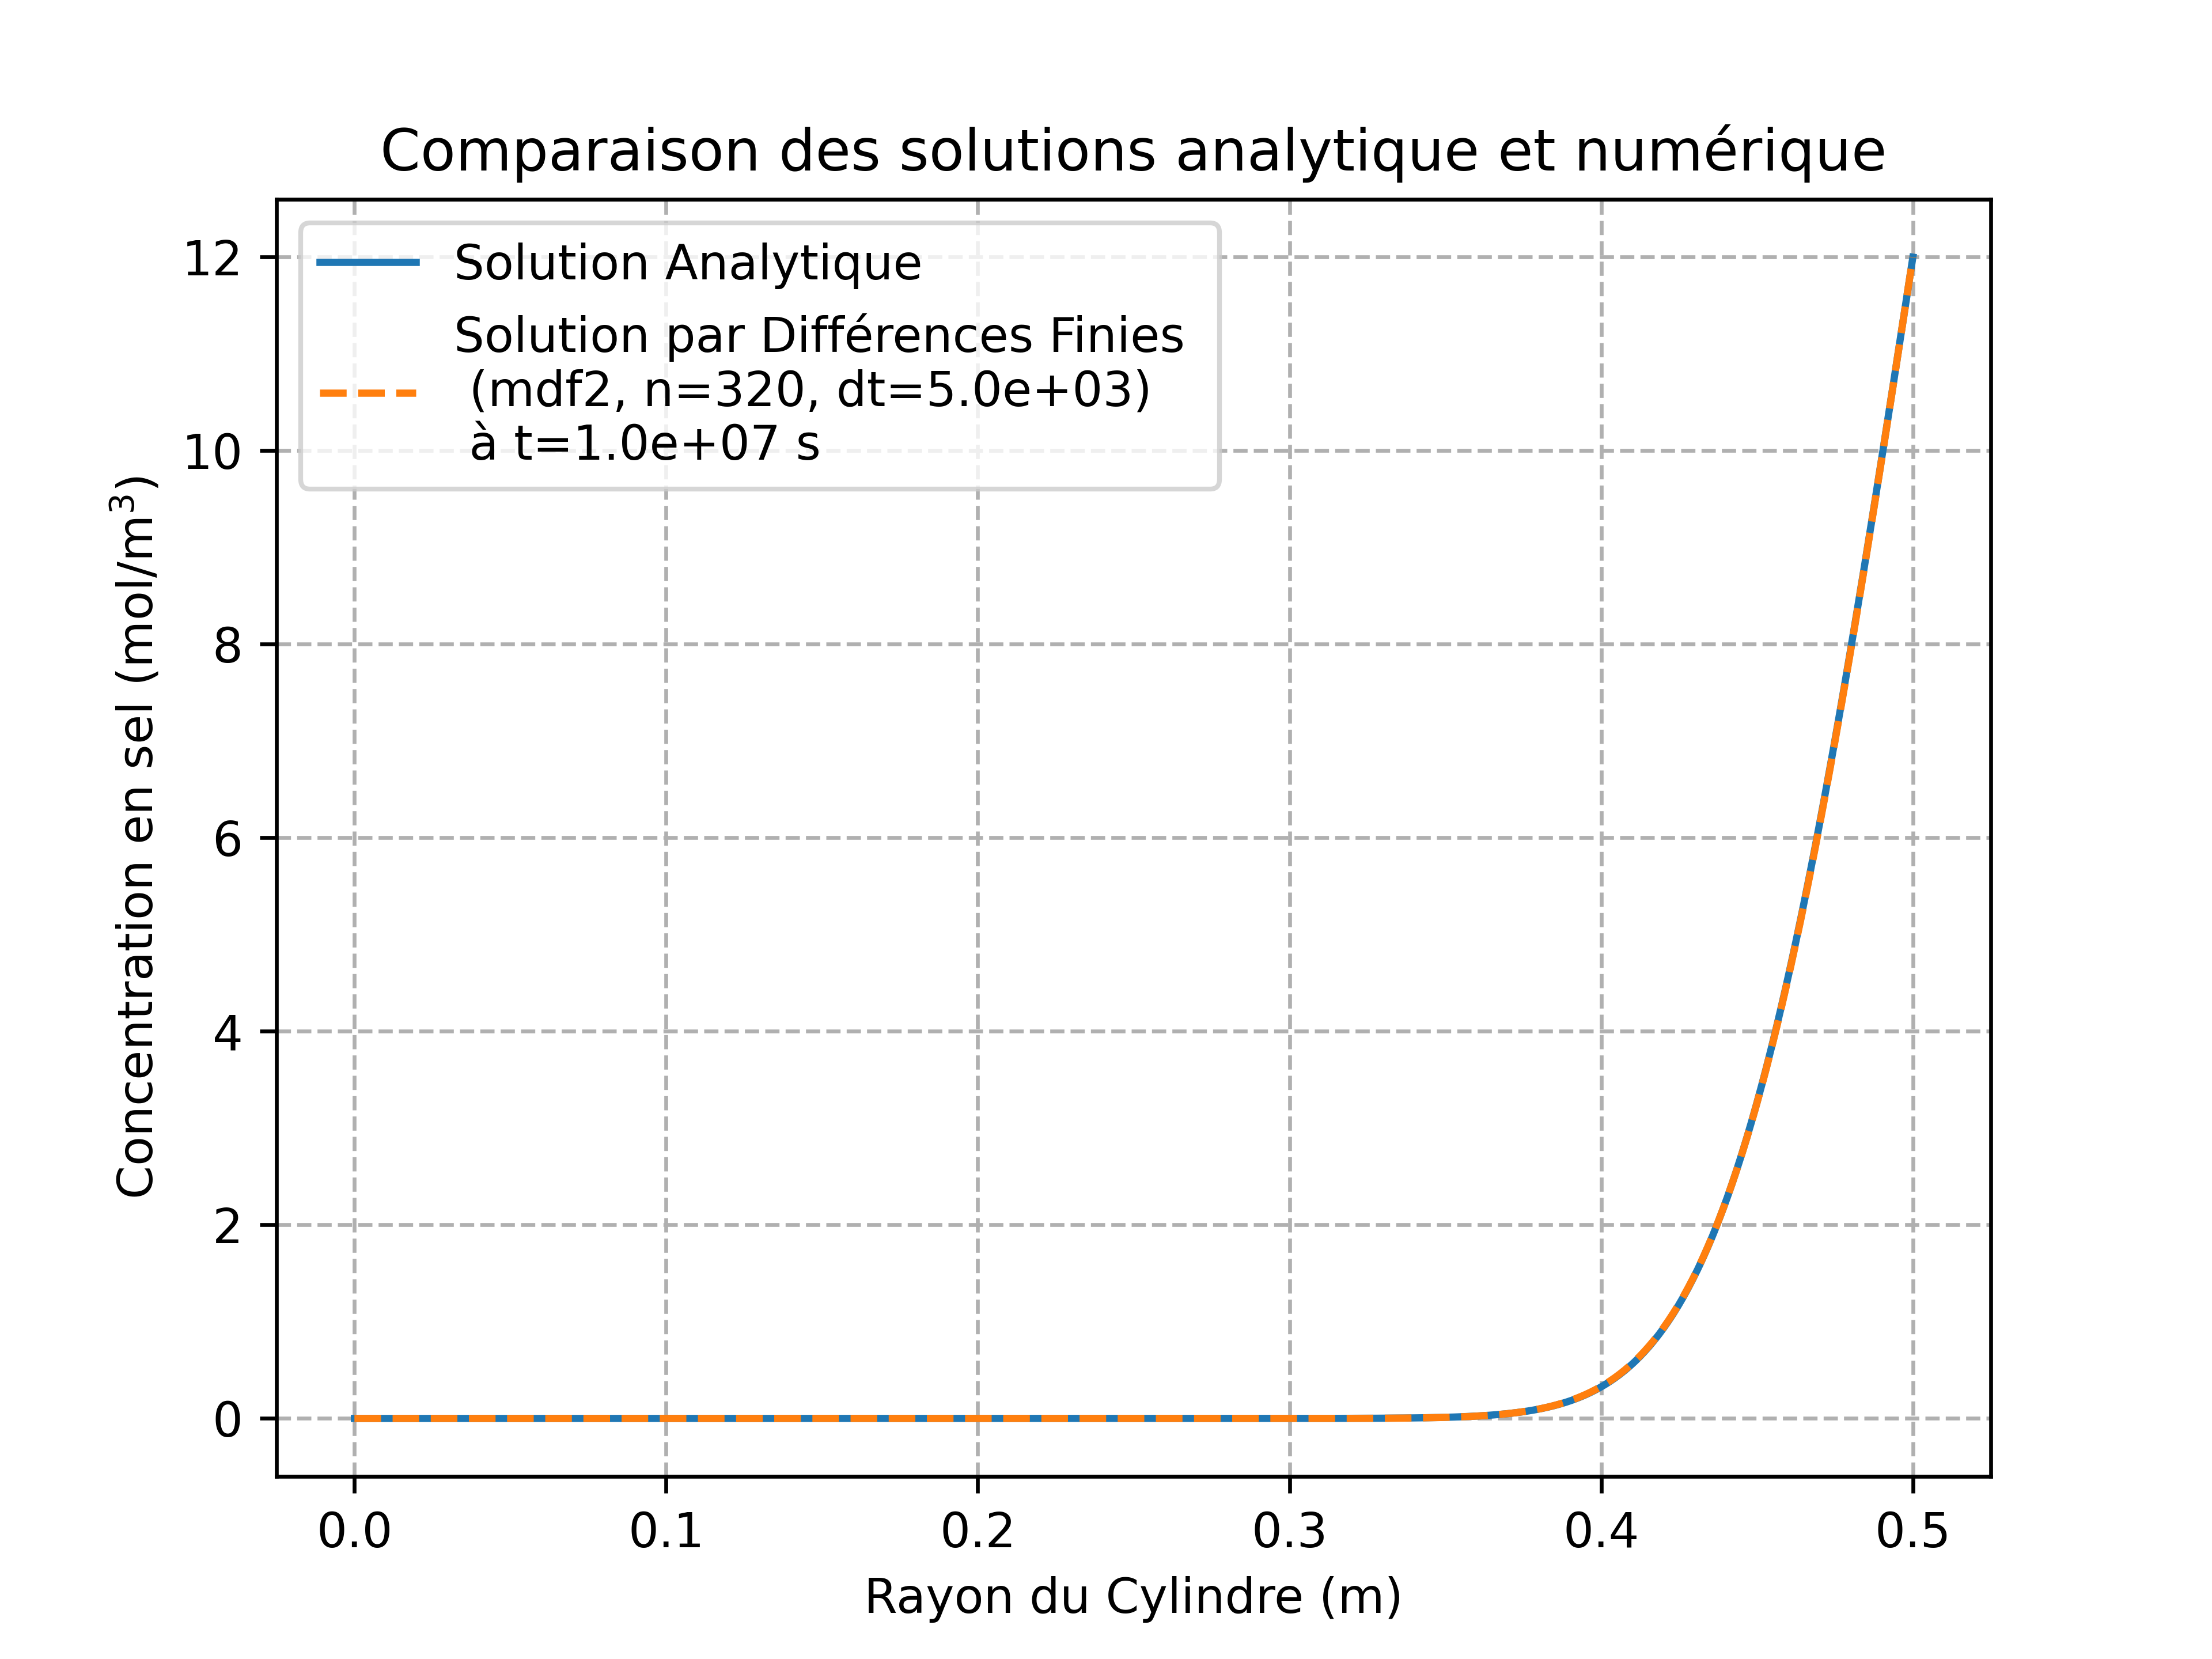 Comparaison des solutions analytique et numérique
Solution Analytique
Solution par Différences Finies
(mdf2, n=320, dt=5.0e+03)
à t=1.0e+07 s
Concentration en sel (mol/m³)
12
10
8
6
4
2
0
0.0 0.1 0.2 0.3 0.4 0.5
Rayon du Cylindre (m)